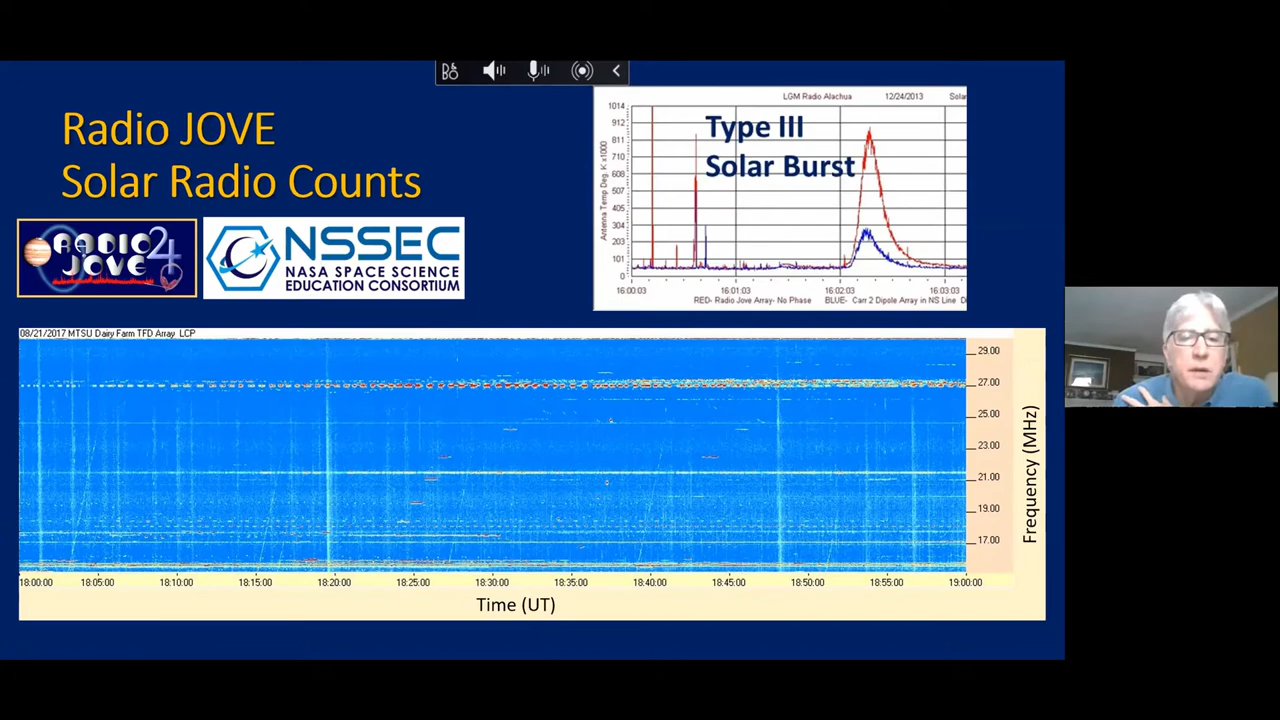 Radio JOVE
Solar Radio Counts
RADIO
JOVE
NSSEC
NASA SPACE SCIENCE
EDUCATION CONSORTIUM
LGM Radio Alachua 12/24/2013 Solar
Type III
Solar Burst
Antenna Temp Deg. K x1000
1014
912
811
710
608
507
405
304
203
101
0
16:00:03 16:01:03 16:02:03 16:03:03
RED- Radio Jove Array- No Phase BLUE- Carr 2 Dipole Array in NS Line
08/21/2017 MTSU Dairy Farm TFD Array LCP
29.00
27.00
25.00
23.00
21.00
19.00
17.00
Frequency (MHz)
18:00:00 18:05:00 18:10:00 18:15:00 18:20:00 18:25:00 18:30:00 18:35:00 18:40:00 18:45:00 18:50:00 18:55:00 19:00:00
Time (UT)